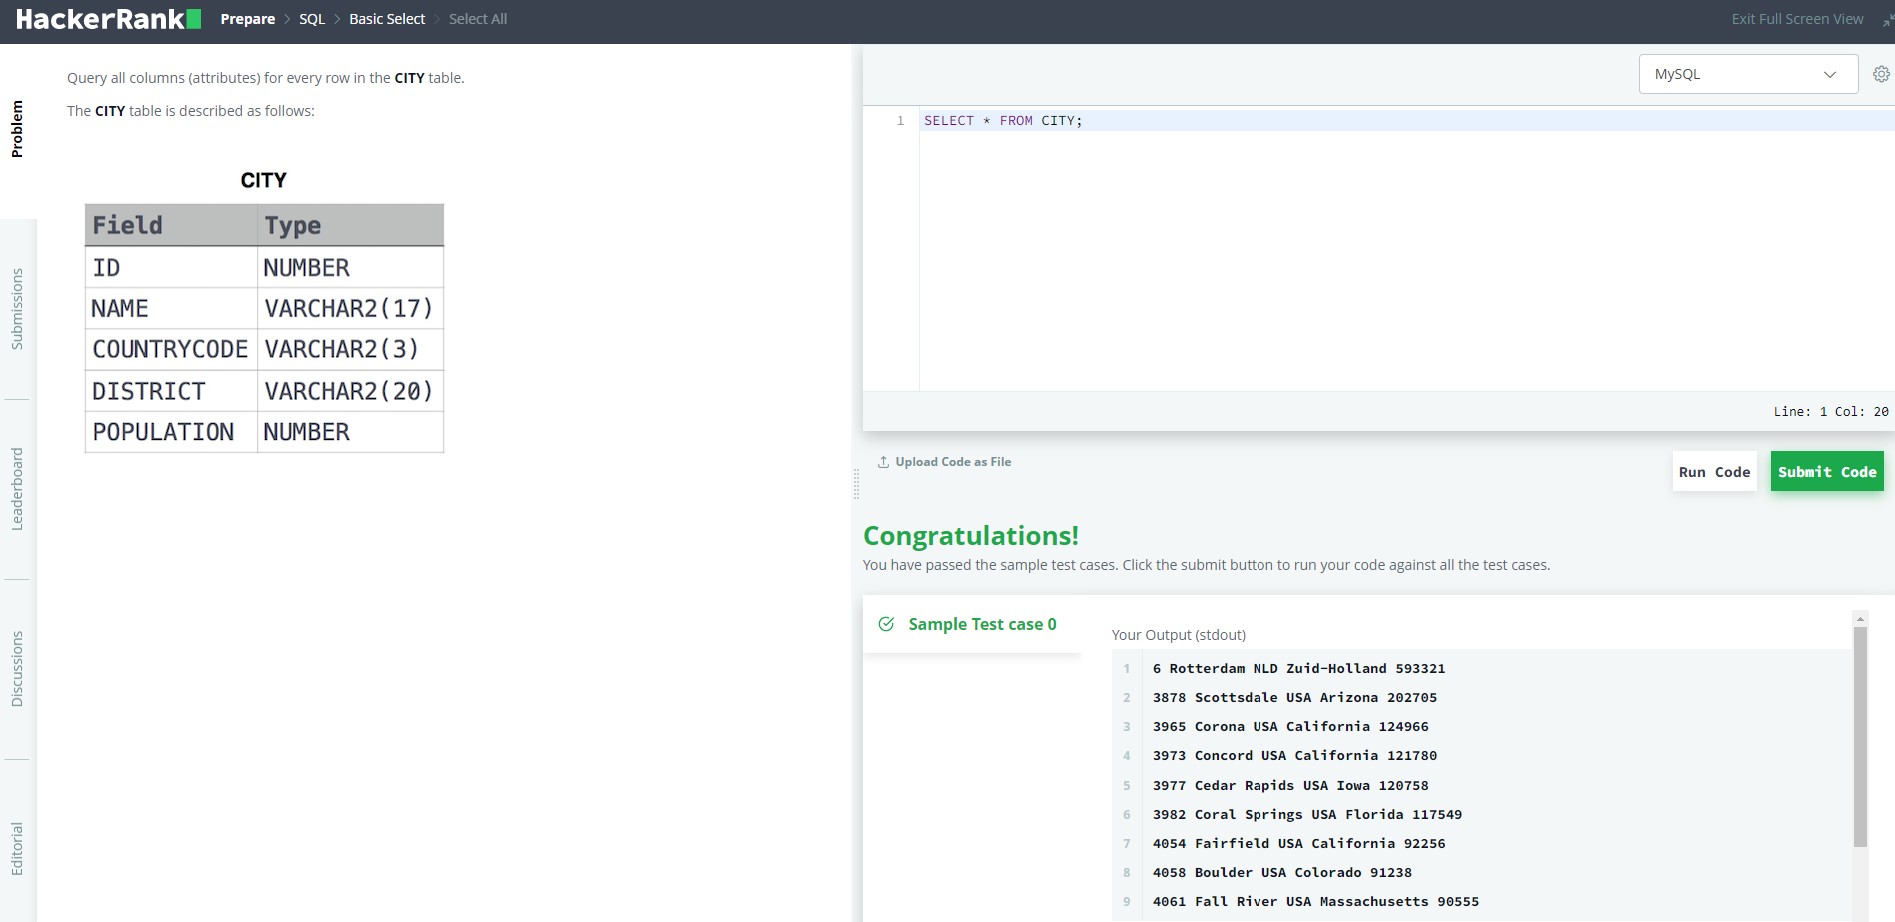 HackerRank
Prepare > SQL > Basic Select > Select All
Exit Full Screen View
Problem
Submissions
Leaderboard
Discussions
Editorial
Query all columns (attributes) for every row in the CITY table.
The CITY table is described as follows:
CITY
Field Type
ID NUMBER
NAME VARCHAR2(17)
COUNTRYCODE VARCHAR2(3)
DISTRICT VARCHAR2(20)
POPULATION NUMBER
MySQL
1 SELECT * FROM CITY;
Line: 1 Col: 20
Upload Code as File
Run Code
Submit Code
Congratulations!
You have passed the sample test cases. Click the submit button to run your code against all the test cases.
Sample Test case 0
Your Output (stdout)
1 6 Rotterdam NLD Zuid-Holland 593321
2 3878 Scottsdale USA Arizona 202705
3 3965 Corona USA California 124966
4 3973 Concord USA California 121780
5 3977 Cedar Rapids USA Iowa 120758
6 3982 Coral Springs USA Florida 117549
7 4054 Fairfield USA California 92256
8 4058 Boulder USA Colorado 91238
9 4061 Fall River USA Massachusetts 90555